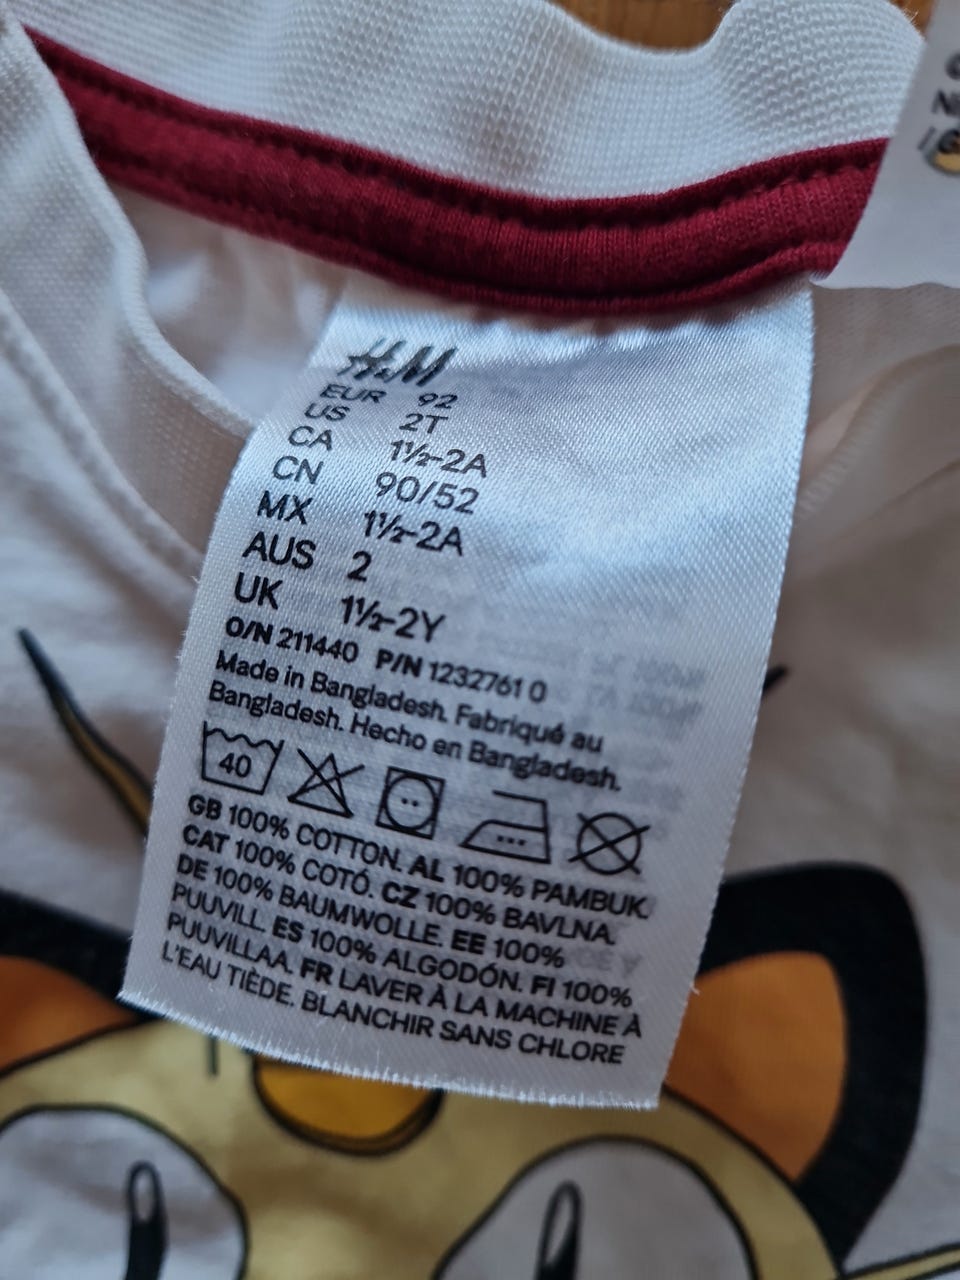 H&M
EUR 92
US 2T
CA 1½-2A
CN 90/52
MX 1½-2A
AUS 2
UK 1½-2Y
O/N 211440 P/N 1232761 0
Made in Bangladesh. Fabriqué au
Bangladesh. Hecho en Bangladesh.
40
GB 100% COTTON. AL 100% PAMBUK.
CAT 100% COTÓ. CZ 100% BAVLNA.
DE 100% BAUMWOLLE. EE 100%
PUUVILL. ES 100% ALGODÓN. FI 100%
PUUVILLAA. FR LAVER À LA MACHINE À
L'EAU TIÈDE. BLANCHIR SANS CHLORE